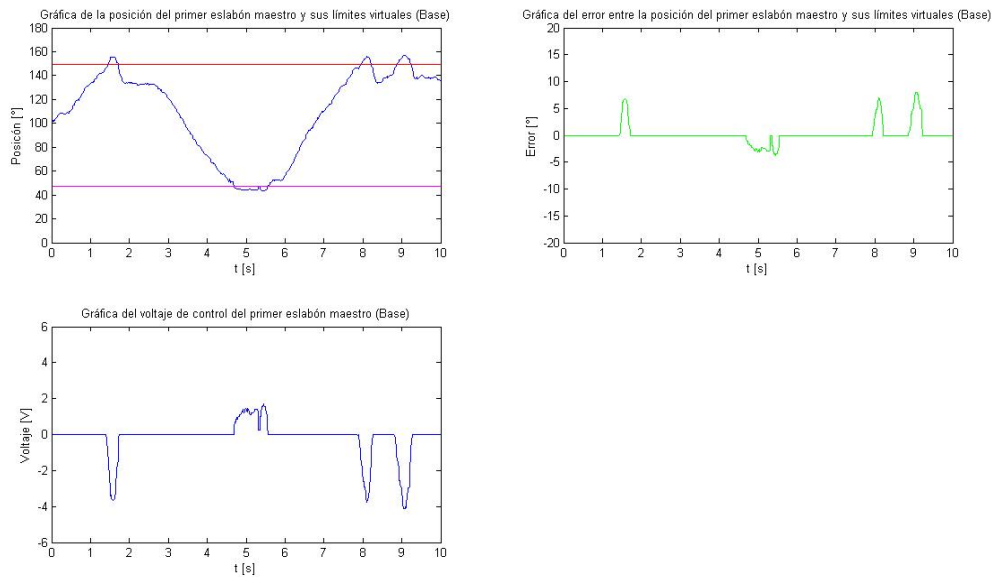 Gráfica de la posición del primer eslabón maestro y sus límites virtuales (Base)
180
160
140
120
100
80
60
40
20
0
Posicón [°]
0 1 2 3 4 5 6 7 8 9 10
t [s]
Gráfica del error entre la posición del primer eslabón maestro y sus límites virtuales (Base)
20
15
10
5
0
-5
-10
-15
-20
Error [°]
0 1 2 3 4 5 6 7 8 9 10
t [s]
Gráfica del voltaje de control del primer eslabón maestro (Base)
6
4
2
0
-2
-4
-6
Voltaje [V]
0 1 2 3 4 5 6 7 8 9 10
t [s]